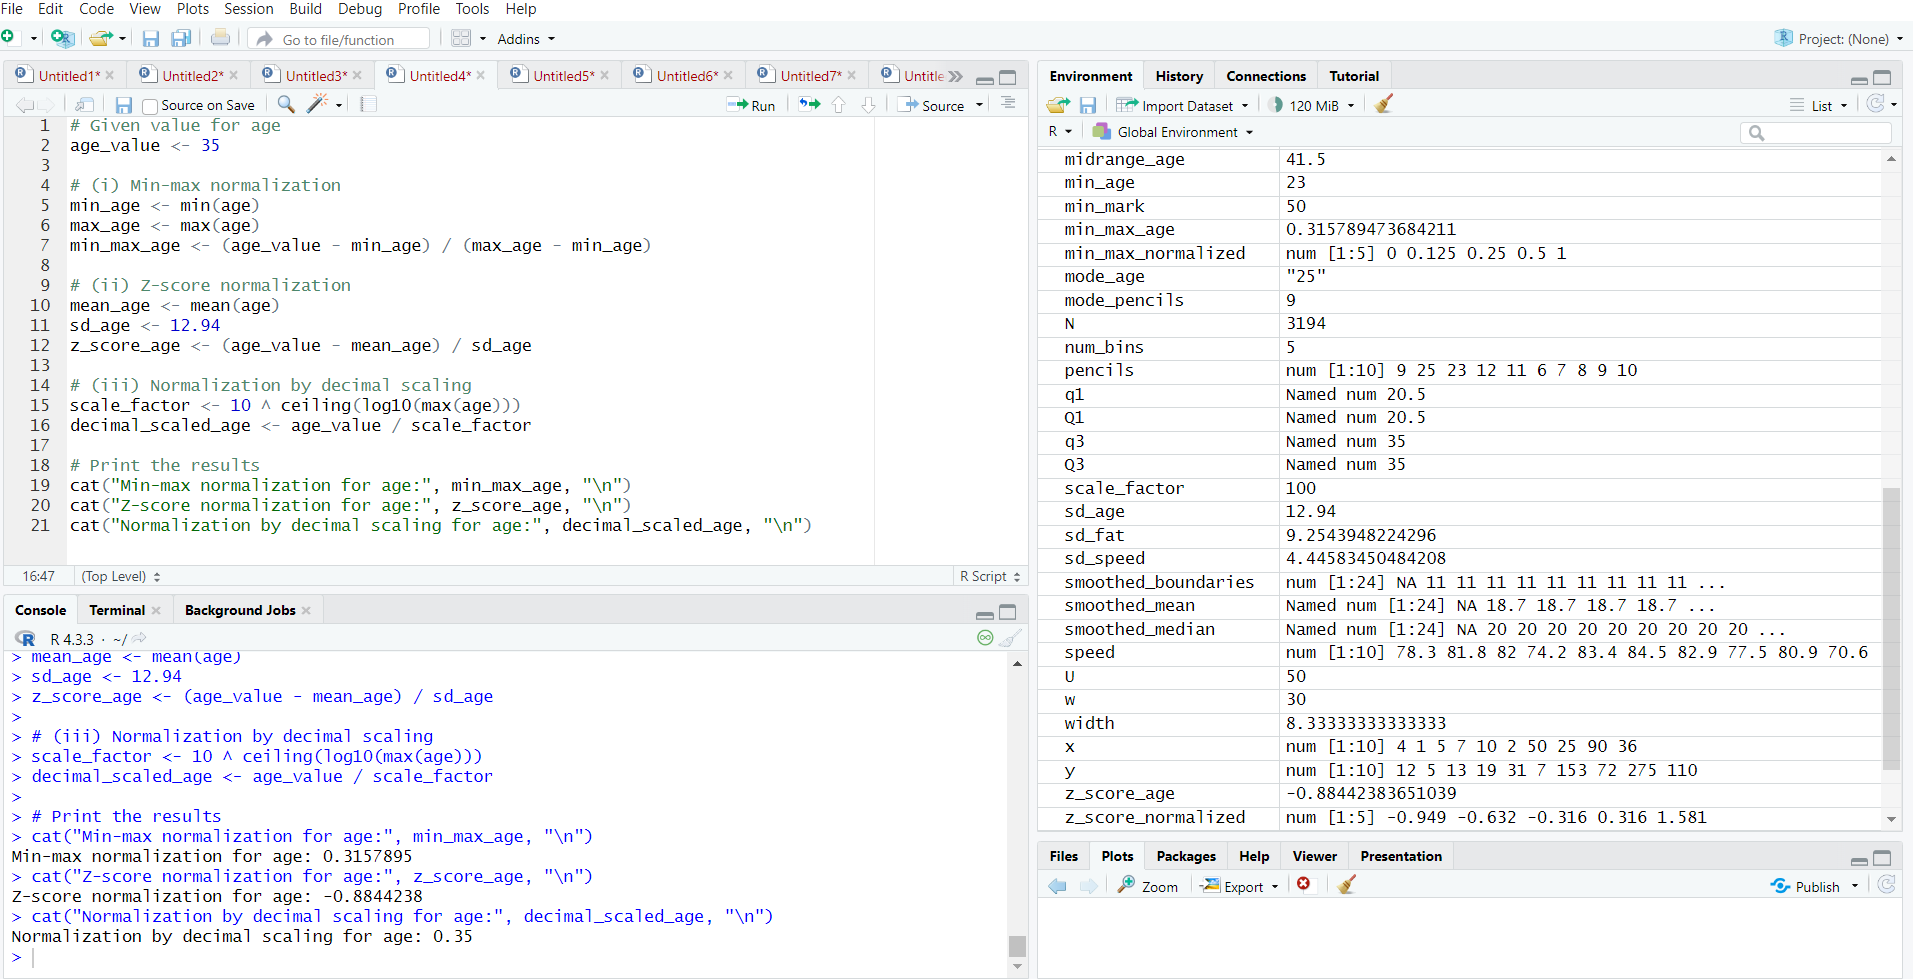 File Edit Code View Plots Session Build Debug Profile Tools Help
Go to file/function Addins Project: (None)
Untitled1* Untitled2* Untitled3* Untitled4* Untitled5* Untitled6* Untitled7* Untitle
Source on Save Run Source
1 # Given value for age
2 age_value <- 35
3
4 # (i) Min-max normalization
5 min_age <- min(age)
6 max_age <- max(age)
7 min_max_age <- (age_value - min_age) / (max_age - min_age)
8
9 # (ii) Z-score normalization
10 mean_age <- mean(age)
11 sd_age <- 12.94
12 z_score_age <- (age_value - mean_age) / sd_age
13
14 # (iii) Normalization by decimal scaling
15 scale_factor <- 10 ^ ceiling(log10(max(age)))
16 decimal_scaled_age <- age_value / scale_factor
17
18 # Print the results
19 cat("Min-max normalization for age:", min_max_age, "\n")
20 cat("Z-score normalization for age:", z_score_age, "\n")
21 cat("Normalization by decimal scaling for age:", decimal_scaled_age, "\n")
16:47 (Top Level) R Script
Console Terminal Background Jobs
R 4.3.3 · ~/
> mean_age <- mean(age)
> sd_age <- 12.94
> z_score_age <- (age_value - mean_age) / sd_age
>
> # (iii) Normalization by decimal scaling
> scale_factor <- 10 ^ ceiling(log10(max(age)))
> decimal_scaled_age <- age_value / scale_factor
>
> # Print the results
> cat("Min-max normalization for age:", min_max_age, "\n")
Min-max normalization for age: 0.3157895
> cat("Z-score normalization for age:", z_score_age, "\n")
Z-score normalization for age: -0.8844238
> cat("Normalization by decimal scaling for age:", decimal_scaled_age, "\n")
Normalization by decimal scaling for age: 0.35
>
Environment History Connections Tutorial
Import Dataset 120 MiB List
R Global Environment
midrange_age 41.5
min_age 23
min_mark 50
min_max_age 0.315789473684211
min_max_normalized num [1:5] 0 0.125 0.25 0.5 1
mode_age "25"
mode_pencils 9
N 3194
num_bins 5
pencils num [1:10] 9 25 23 12 11 6 7 8 9 10
q1 Named num 20.5
Q1 Named num 20.5
q3 Named num 35
Q3 Named num 35
scale_factor 100
sd_age 12.94
sd_fat 9.2543948224296
sd_speed 4.44583450484208
smoothed_boundaries num [1:24] NA 11 11 11 11 11 11 11 11 11 ...
smoothed_mean Named num [1:24] NA 18.7 18.7 18.7 18.7 ...
smoothed_median Named num [1:24] NA 20 20 20 20 20 20 20 20 20 ...
speed num [1:10] 78.3 81.8 82 74.2 83.4 84.5 82.9 77.5 80.9 70.6
U 50
w 30
width 8.33333333333333
x num [1:10] 4 1 5 7 10 2 50 25 90 36
y num [1:10] 12 5 13 19 31 7 153 72 275 110
z_score_age -0.88442383651039
z_score_normalized num [1:5] -0.949 -0.632 -0.316 0.316 1.581
Files Plots Packages Help Viewer Presentation
Zoom Export Publish